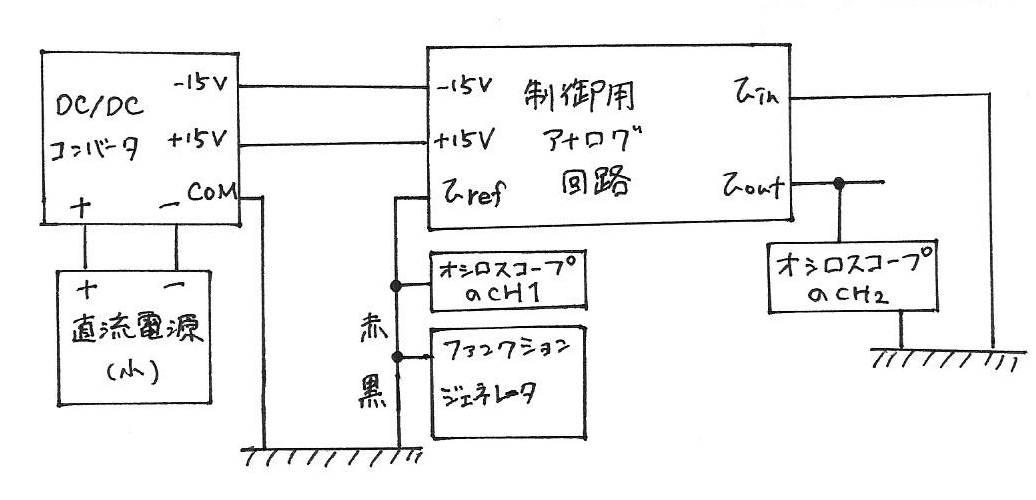 DC/DC
コンバータ
-15V
+15V
COM
+
-
+
-
直流電源
(小)
-15V
+15V
て ref
制御用
アナログ
回路
て in
て out
オシロスコープ
のCH1
赤
黒
ファンクション
ジェネレータ
オシロスコープ
のCH2